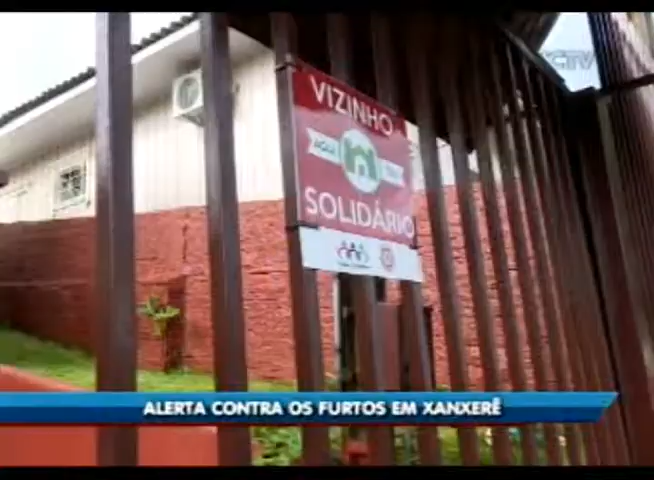 VIZINHO
AQUI
SOLIDÁRIO
ALERTA CONTRA OS FURTOS EM XANXERÊ